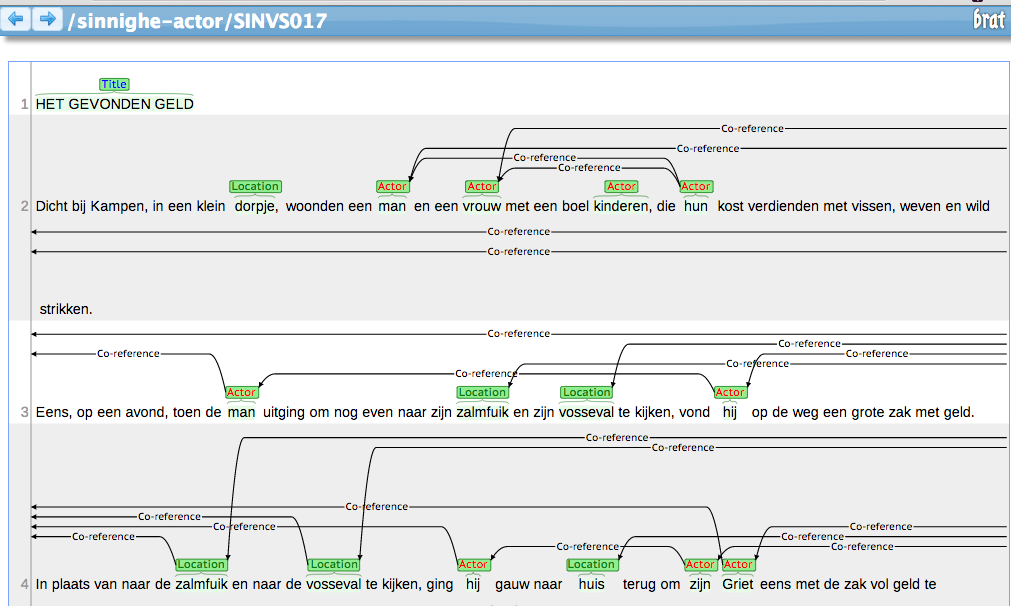 /sinnighe-actor/SINVS017 brat
Title
1 HET GEVONDEN GELD
Co-reference
Co-reference
Co-reference
Co-reference
Location Actor Actor Actor Actor
2 Dicht bij Kampen, in een klein dorpje, woonden een man en een vrouw met een boel kinderen, die hun kost verdienden met vissen, weven en wild
Co-reference
Co-reference
strikken.
Co-reference
Co-reference
Co-reference Co-reference
Co-reference
Co-reference
Actor Location Location Actor
3 Eens, op een avond, toen de man uitging om nog even naar zijn zalmfuik en zijn vosseval te kijken, vond hij op de weg een grote zak met geld.
Co-reference
Co-reference
Co-reference
Co-reference
Co-reference Co-reference
Co-reference Co-reference
Co-reference Co-reference
Location Location Actor Location Actor Actor
4 In plaats van naar de zalmfuik en naar de vosseval te kijken, ging hij gauw naar huis terug om zijn Griet eens met de zak vol geld te